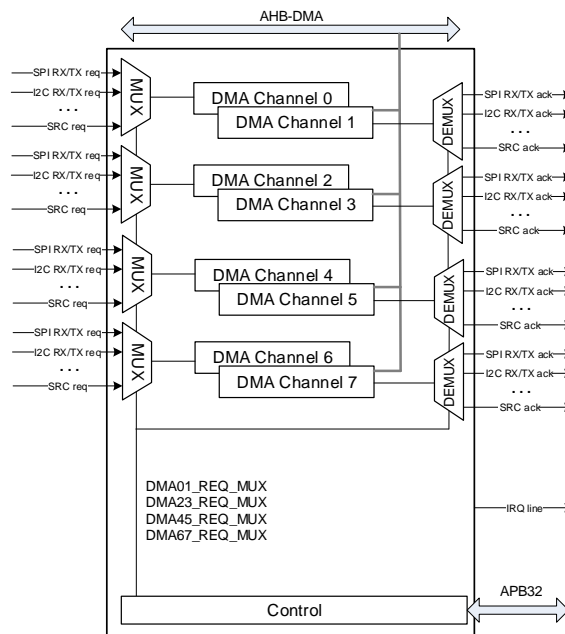 AHB-DMA
SPI RX/TX req
I2C RX/TX req
...
SRC req
MUX
DMA Channel 0
DMA Channel 1
DEMUX
SPI RX/TX ack
I2C RX/TX ack
...
SRC ack
SPI RX/TX req
I2C RX/TX req
...
SRC req
MUX
DMA Channel 2
DMA Channel 3
DEMUX
SPI RX/TX ack
I2C RX/TX ack
...
SRC ack
SPI RX/TX req
I2C RX/TX req
...
SRC req
MUX
DMA Channel 4
DMA Channel 5
DEMUX
SPI RX/TX ack
I2C RX/TX ack
...
SRC ack
SPI RX/TX req
I2C RX/TX req
...
SRC req
MUX
DMA Channel 6
DMA Channel 7
DEMUX
SPI RX/TX ack
I2C RX/TX ack
...
SRC ack
DMA01_REQ_MUX
DMA23_REQ_MUX
DMA45_REQ_MUX
DMA67_REQ_MUX
IRQ line
APB32
Control